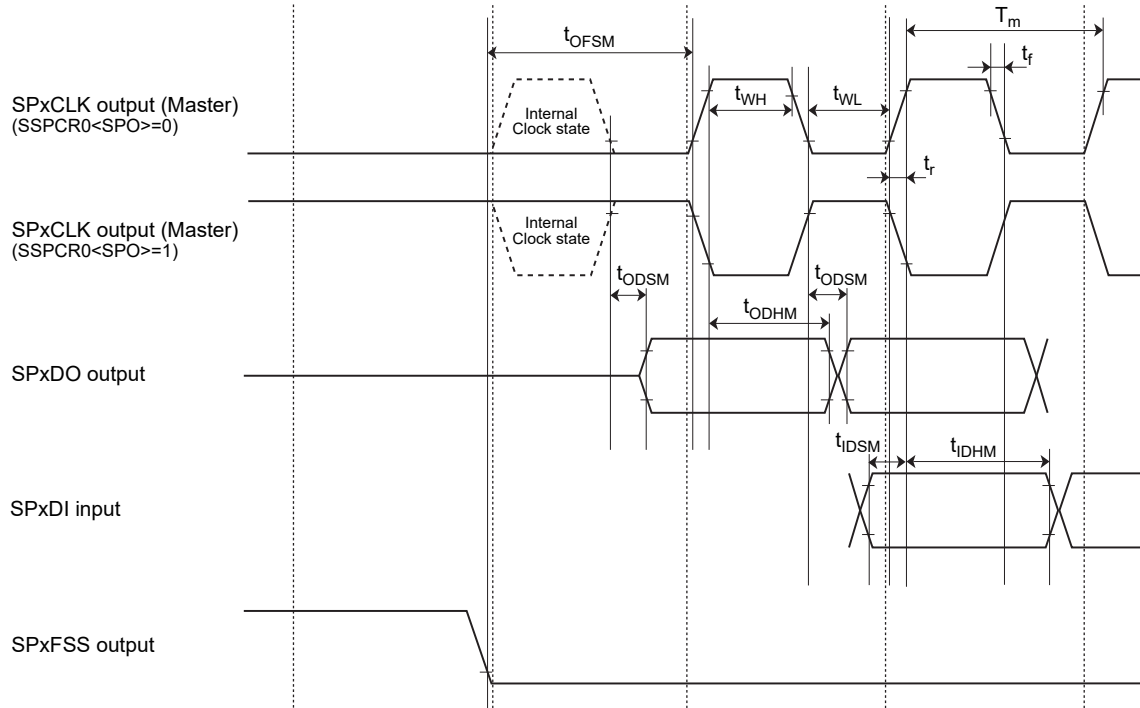 T_m
t_OFSM
t_f
SPxCLK output (Master)
(SSPCR0<SPO>=0)
Internal
Clock state
t_WH
t_WL
t_r
SPxCLK output (Master)
(SSPCR0<SPO>=1)
Internal
Clock state
t_ODSM
t_ODSM
t_ODHM
SPxDO output
t_IDSM
t_IDHM
SPxDI input
SPxFSS output